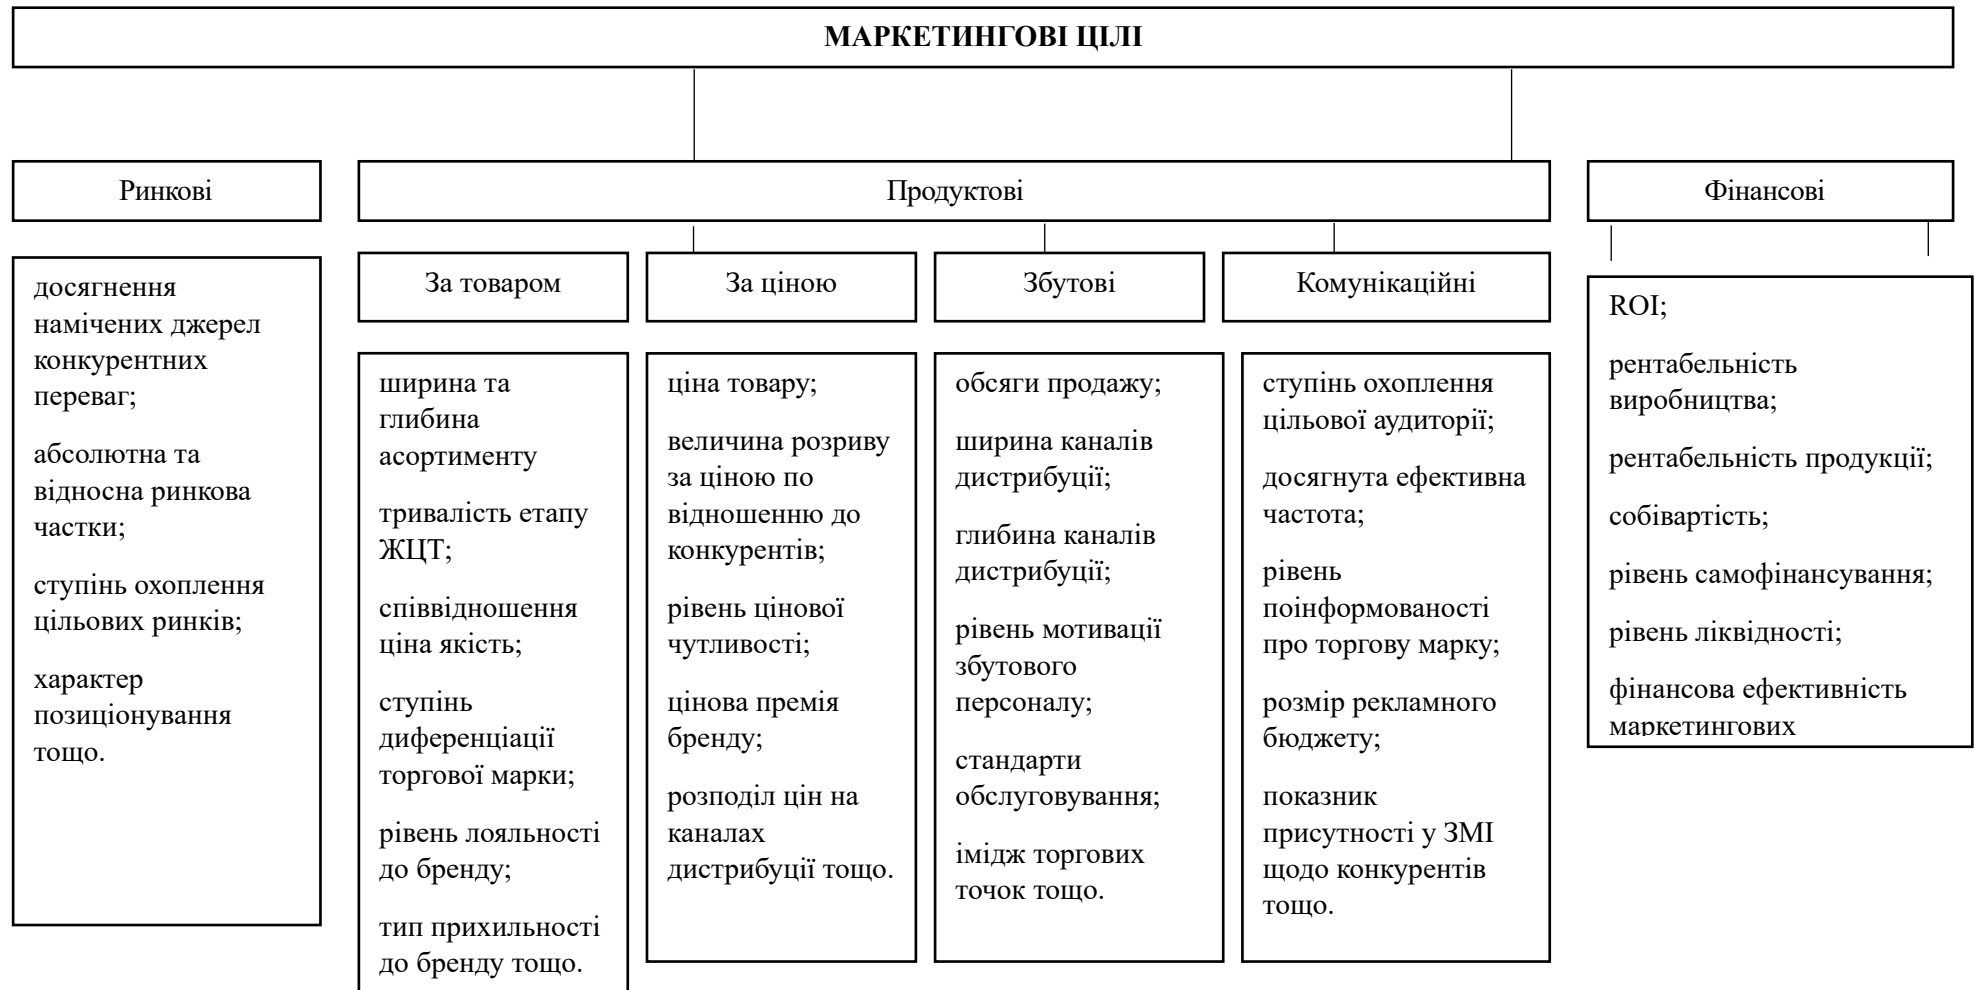 МАРКЕТИНГОВІ ЦІЛІ
Ринкові
Продуктові
Фінансові
досягнення
намічених джерел
конкурентних
переваг;
абсолютна та
відносна ринкова
частки;
ступінь охоплення
цільових ринків;
характер
позиціонування
тощо.
За товаром
За ціною
Збутові
Комунікаційні
ширина та
глибина
асортименту
тривалість етапу
ЖЦТ;
співвідношення
ціна якість;
ступінь
диференціації
торгової марки;
рівень лояльності
до бренду;
тип прихильності
до бренду тощо.
ціна товару;
величина розриву
за ціною по
відношенню до
конкурентів;
рівень цінової
чутливості;
цінова премія
бренду;
розподіл цін на
каналах
дистрибуції тощо.
обсяги продажу;
ширина каналів
дистрибуції;
глибина каналів
дистрибуції;
рівень мотивації
збутового
персоналу;
стандарти
обслуговування;
імідж торгових
точок тощо.
ступінь охоплення
цільової аудиторії;
досягнута ефективна
частота;
рівень
поінформованості
про торгову марку;
розмір рекламного
бюджету;
показник
присутності у ЗМІ
щодо конкурентів
тощо.
ROI;
рентабельність
виробництва;
рентабельність продукції;
собівартість;
рівень самофінансування;
рівень ліквідності;
фінансова ефективність
маркетингових